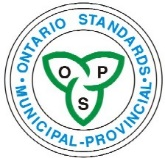 ONTARIO STANDARDS
MUNICIPAL-PROVINCIAL
O P
S